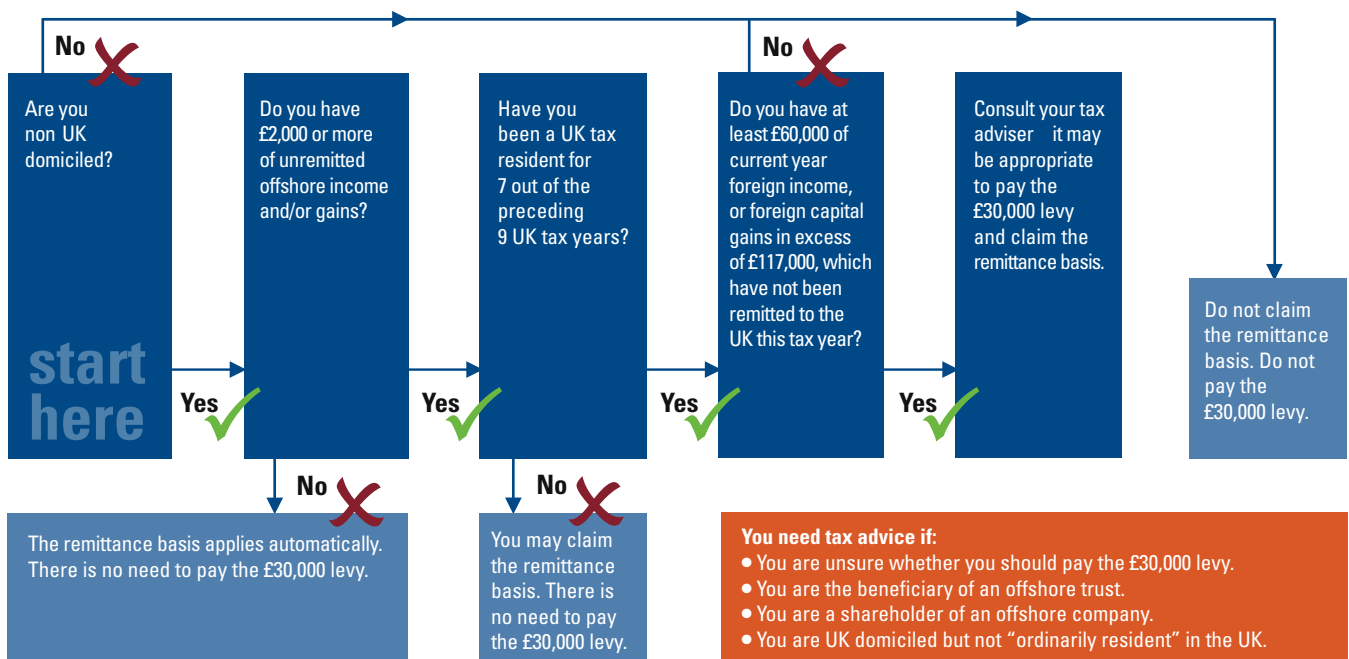 No
Are you
non UK
domiciled?
start
here
Yes
Do you have
£2,000 or more
of unremitted
offshore income
and/or gains?
No
The remittance basis applies automatically.
There is no need to pay the £30,000 levy.
Yes
Have you
been a UK tax
resident for
7 out of the
preceding
9 UK tax years?
No
You may claim
the remittance
basis. There is
no need to pay
the £30,000 levy.
Yes
No
Do you have at
least £60,000 of
current year
foreign income,
or foreign capital
gains in excess
of £117,000, which
have not been
remitted to the
UK this tax year?
Yes
Consult your tax
adviser it may
be appropriate
to pay the
£30,000 levy
and claim the
remittance basis.
Do not claim
the remittance
basis. Do not
pay the
£30,000 levy.
You need tax advice if:
● You are unsure whether you should pay the £30,000 levy.
● You are the beneficiary of an offshore trust.
● You are a shareholder of an offshore company.
● You are UK domiciled but not “ordinarily resident” in the UK.